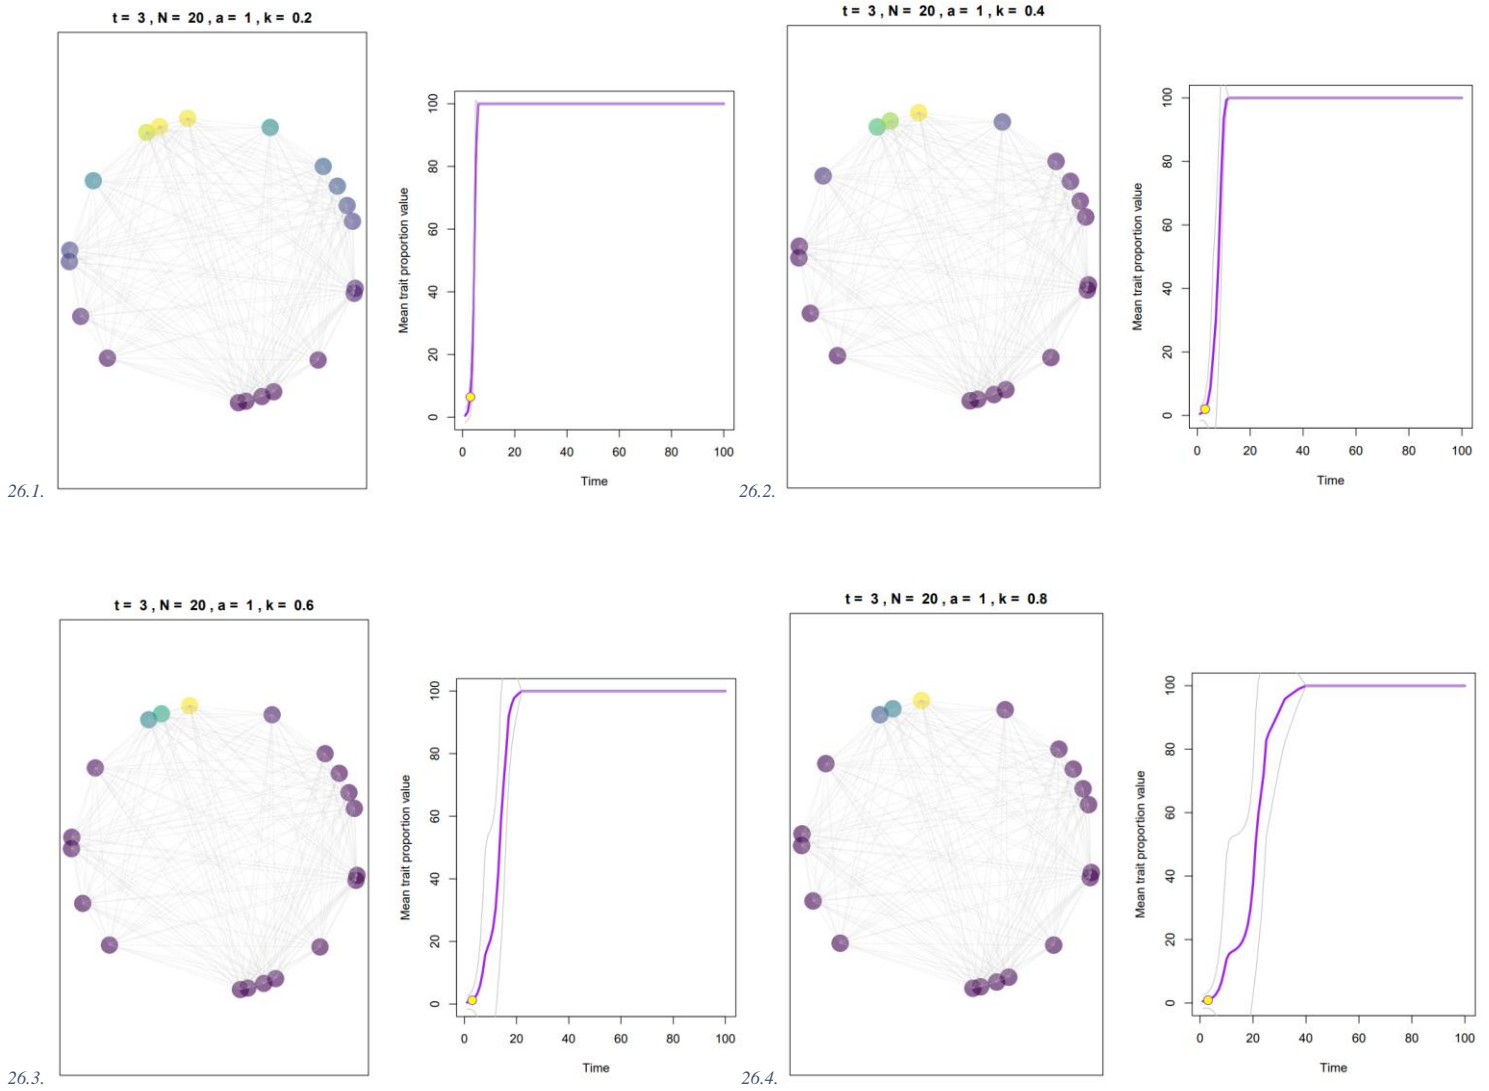 t = 3 , N = 20 , a = 1 , k = 0.2
Mean trait proportion value
100
80
60
40
20
0
0 20 40 60 80 100
Time
26.1.
t = 3 , N = 20 , a = 1 , k = 0.4
Mean trait proportion value
100
80
60
40
20
0
0 20 40 60 80 100
Time
26.2.
t = 3 , N = 20 , a = 1 , k = 0.6
Mean trait proportion value
100
80
60
40
20
0
0 20 40 60 80 100
Time
26.3.
t = 3 , N = 20 , a = 1 , k = 0.8
Mean trait proportion value
100
80
60
40
20
0
0 20 40 60 80 100
Time
26.4.